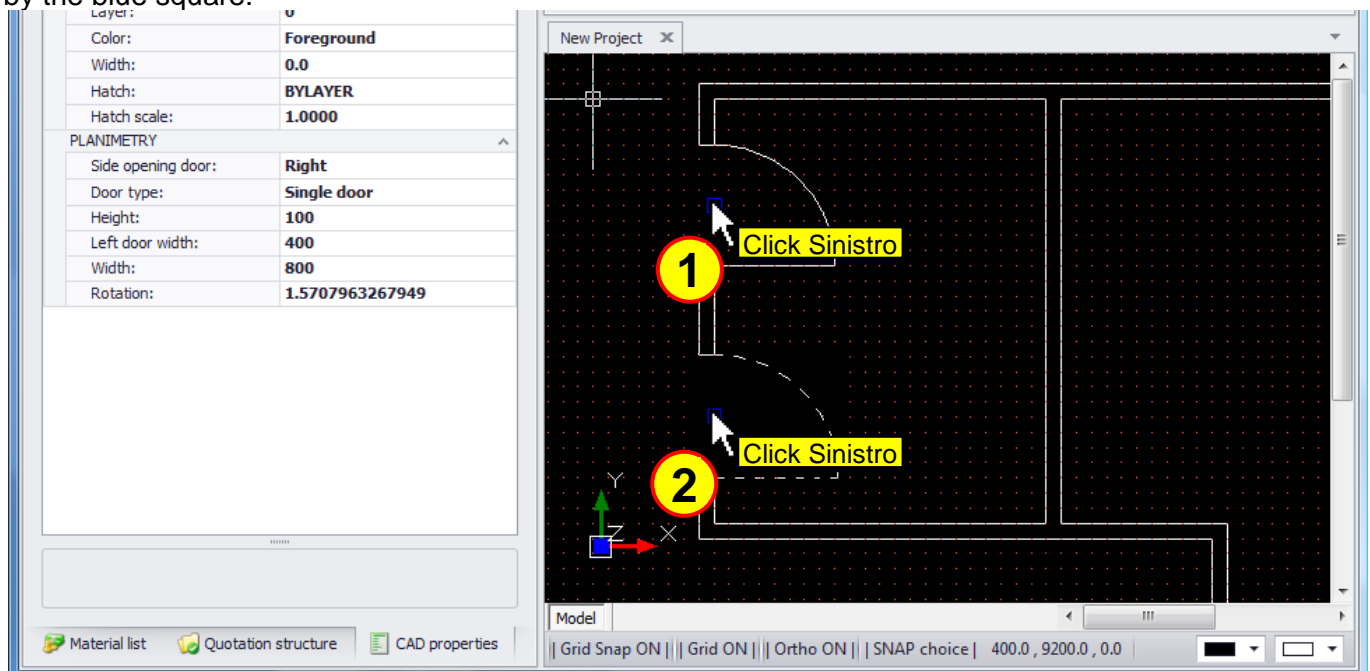 by the blue square.
Layer: 0
Color: Foreground
Width: 0.0
Hatch: BYLAYER
Hatch scale: 1.0000
PLANIMETRY
Side opening door: Right
Door type: Single door
Height: 100
Left door width: 400
Width: 800
Rotation: 1.5707963267949
Material list Quotation structure CAD properties
New Project
Click Sinistro
1
Click Sinistro
2
Y
Z X
Model
|| Grid Snap ON || || Grid ON || || Ortho ON || || SNAP choice | 400.0 , 9200.0 , 0.0